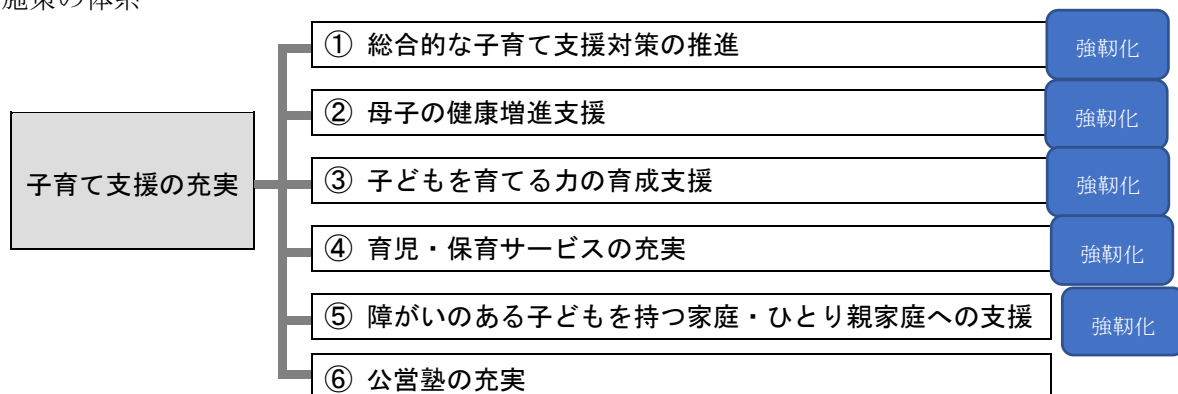 施策の体系
① 総合的な子育て支援対策の推進
強靭化
② 母子の健康増進支援
強靭化
子育て支援の充実
③ 子どもを育てる力の育成支援
強靭化
④ 育児・保育サービスの充実
強靭化
⑤ 障がいのある子どもを持つ家庭・ひとり親家庭への支援
強靭化
⑥ 公営塾の充実